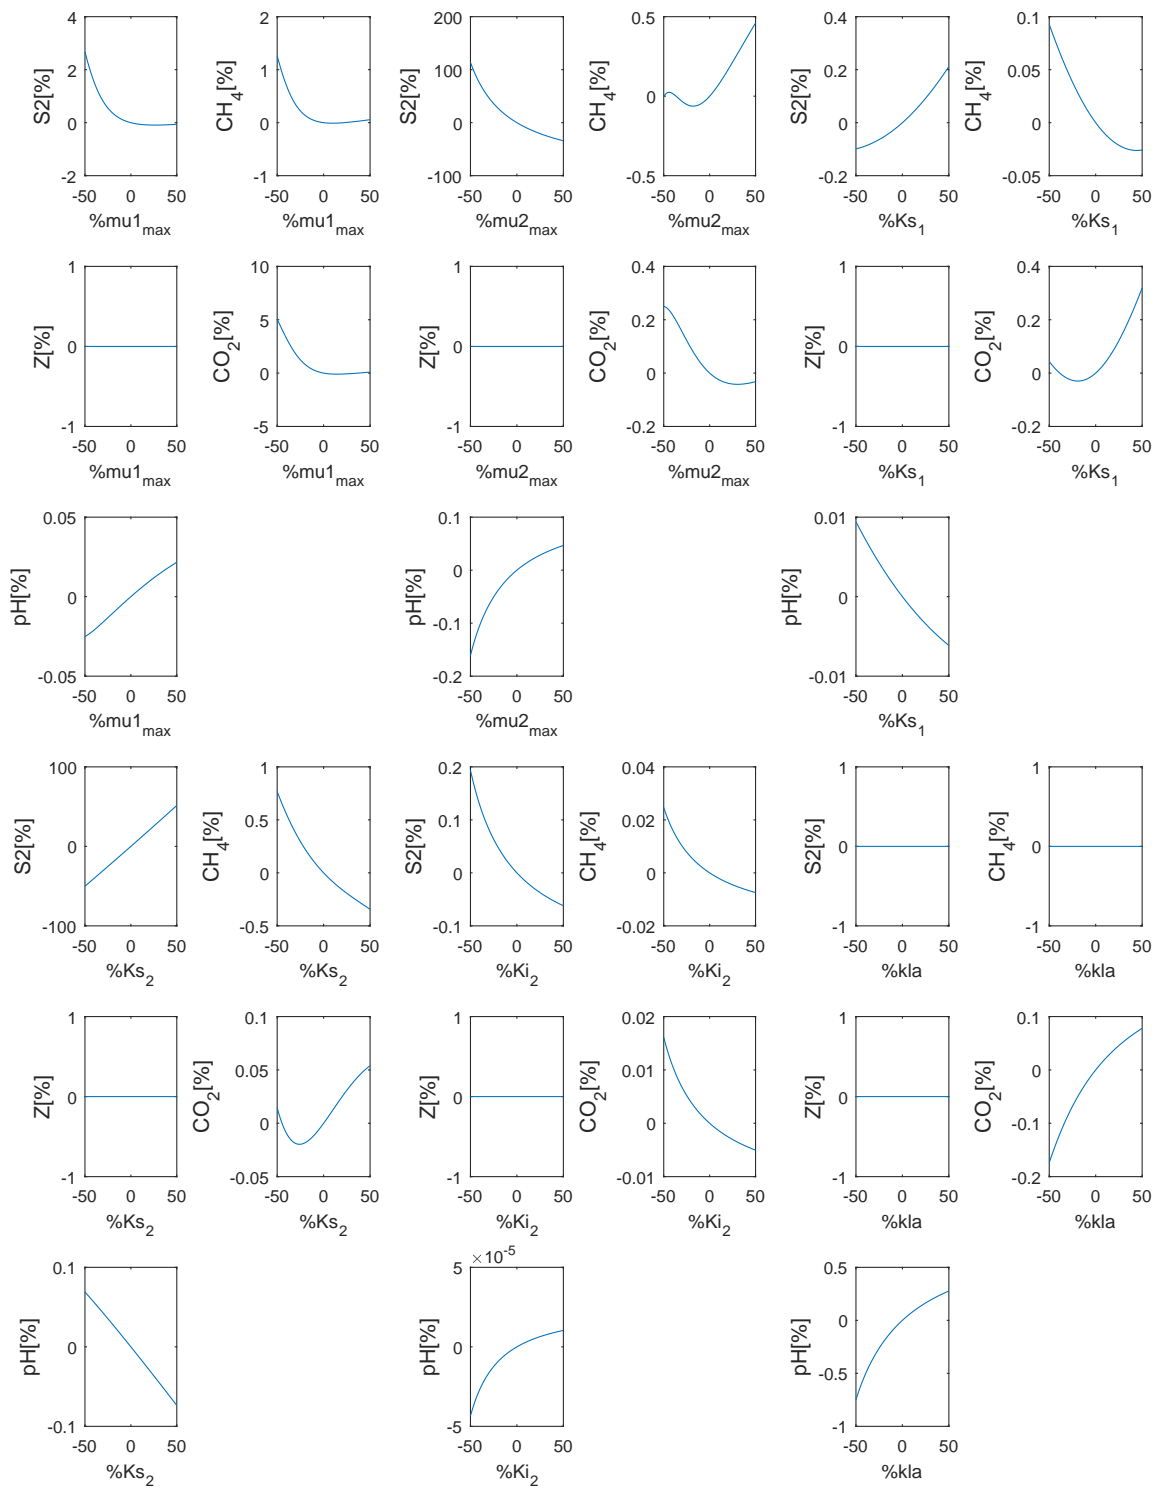 S2[%]
4
2
0
-2
-50 0 50
%mu1max
CH4[%]
2
1
0
-1
-50 0 50
%mu1max
S2[%]
200
100
0
-100
-50 0 50
%mu2max
CH4[%]
0.5
0
-0.5
-50 0 50
%mu2max
S2[%]
0.4
0.2
0
-0.2
-50 0 50
%Ks1
CH4[%]
0.1
0.05
0
-0.05
-50 0 50
%Ks1
Z[%]
1
0
-1
-50 0 50
%mu1max
CO2[%]
10
5
0
-5
-50 0 50
%mu1max
Z[%]
1
0
-1
-50 0 50
%mu2max
CO2[%]
0.4
0.2
0
-0.2
-50 0 50
%mu2max
Z[%]
1
0
-1
-50 0 50
%Ks1
CO2[%]
0.4
0.2
0
-0.2
-50 0 50
%Ks1
pH[%]
0.05
0
-0.05
-50 0 50
%mu1max
pH[%]
0.1
0
-0.1
-0.2
-50 0 50
%mu2max
pH[%]
0.01
0
-0.01
-50 0 50
%Ks1
S2[%]
100
0
-100
-50 0 50
%Ks2
CH4[%]
1
0.5
0
-0.5
-50 0 50
%Ks2
S2[%]
0.2
0.1
0
-0.1
-50 0 50
%Ki2
CH4[%]
0.04
0.02
0
-0.02
-50 0 50
%Ki2
S2[%]
1
0
-1
-50 0 50
%kla
CH4[%]
1
0
-1
-50 0 50
%kla
Z[%]
1
0
-1
-50 0 50
%Ks2
CO2[%]
0.1
0.05
0
-0.05
-50 0 50
%Ks2
Z[%]
1
0
-1
-50 0 50
%Ki2
CO2[%]
0.02
0.01
0
-0.01
-50 0 50
%Ki2
Z[%]
1
0
-1
-50 0 50
%kla
CO2[%]
0.1
0
-0.1
-0.2
-50 0 50
%kla
pH[%]
0.1
0
-0.1
-50 0 50
%Ks2
×10-5
pH[%]
5
0
-5
-50 0 50
%Ki2
pH[%]
0.5
0
-0.5
-1
-50 0 50
%kla